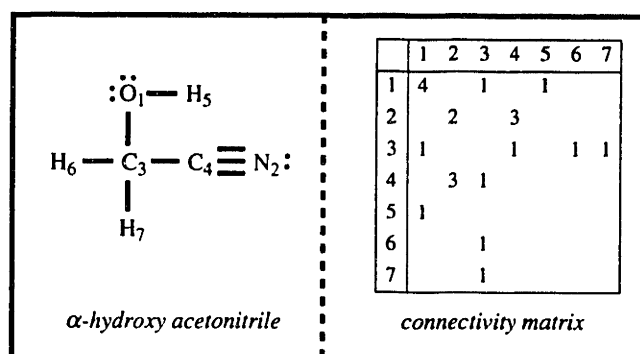 :Ö₁—H₅
H₆—C₃—C₄≡N₂:
H₇
α-hydroxy acetonitrile
1 2 3 4 5 6 7
1 4 1 1
2 2 3
3 1 1 1 1
4 3 1
5 1
6 1
7 1
connectivity matrix